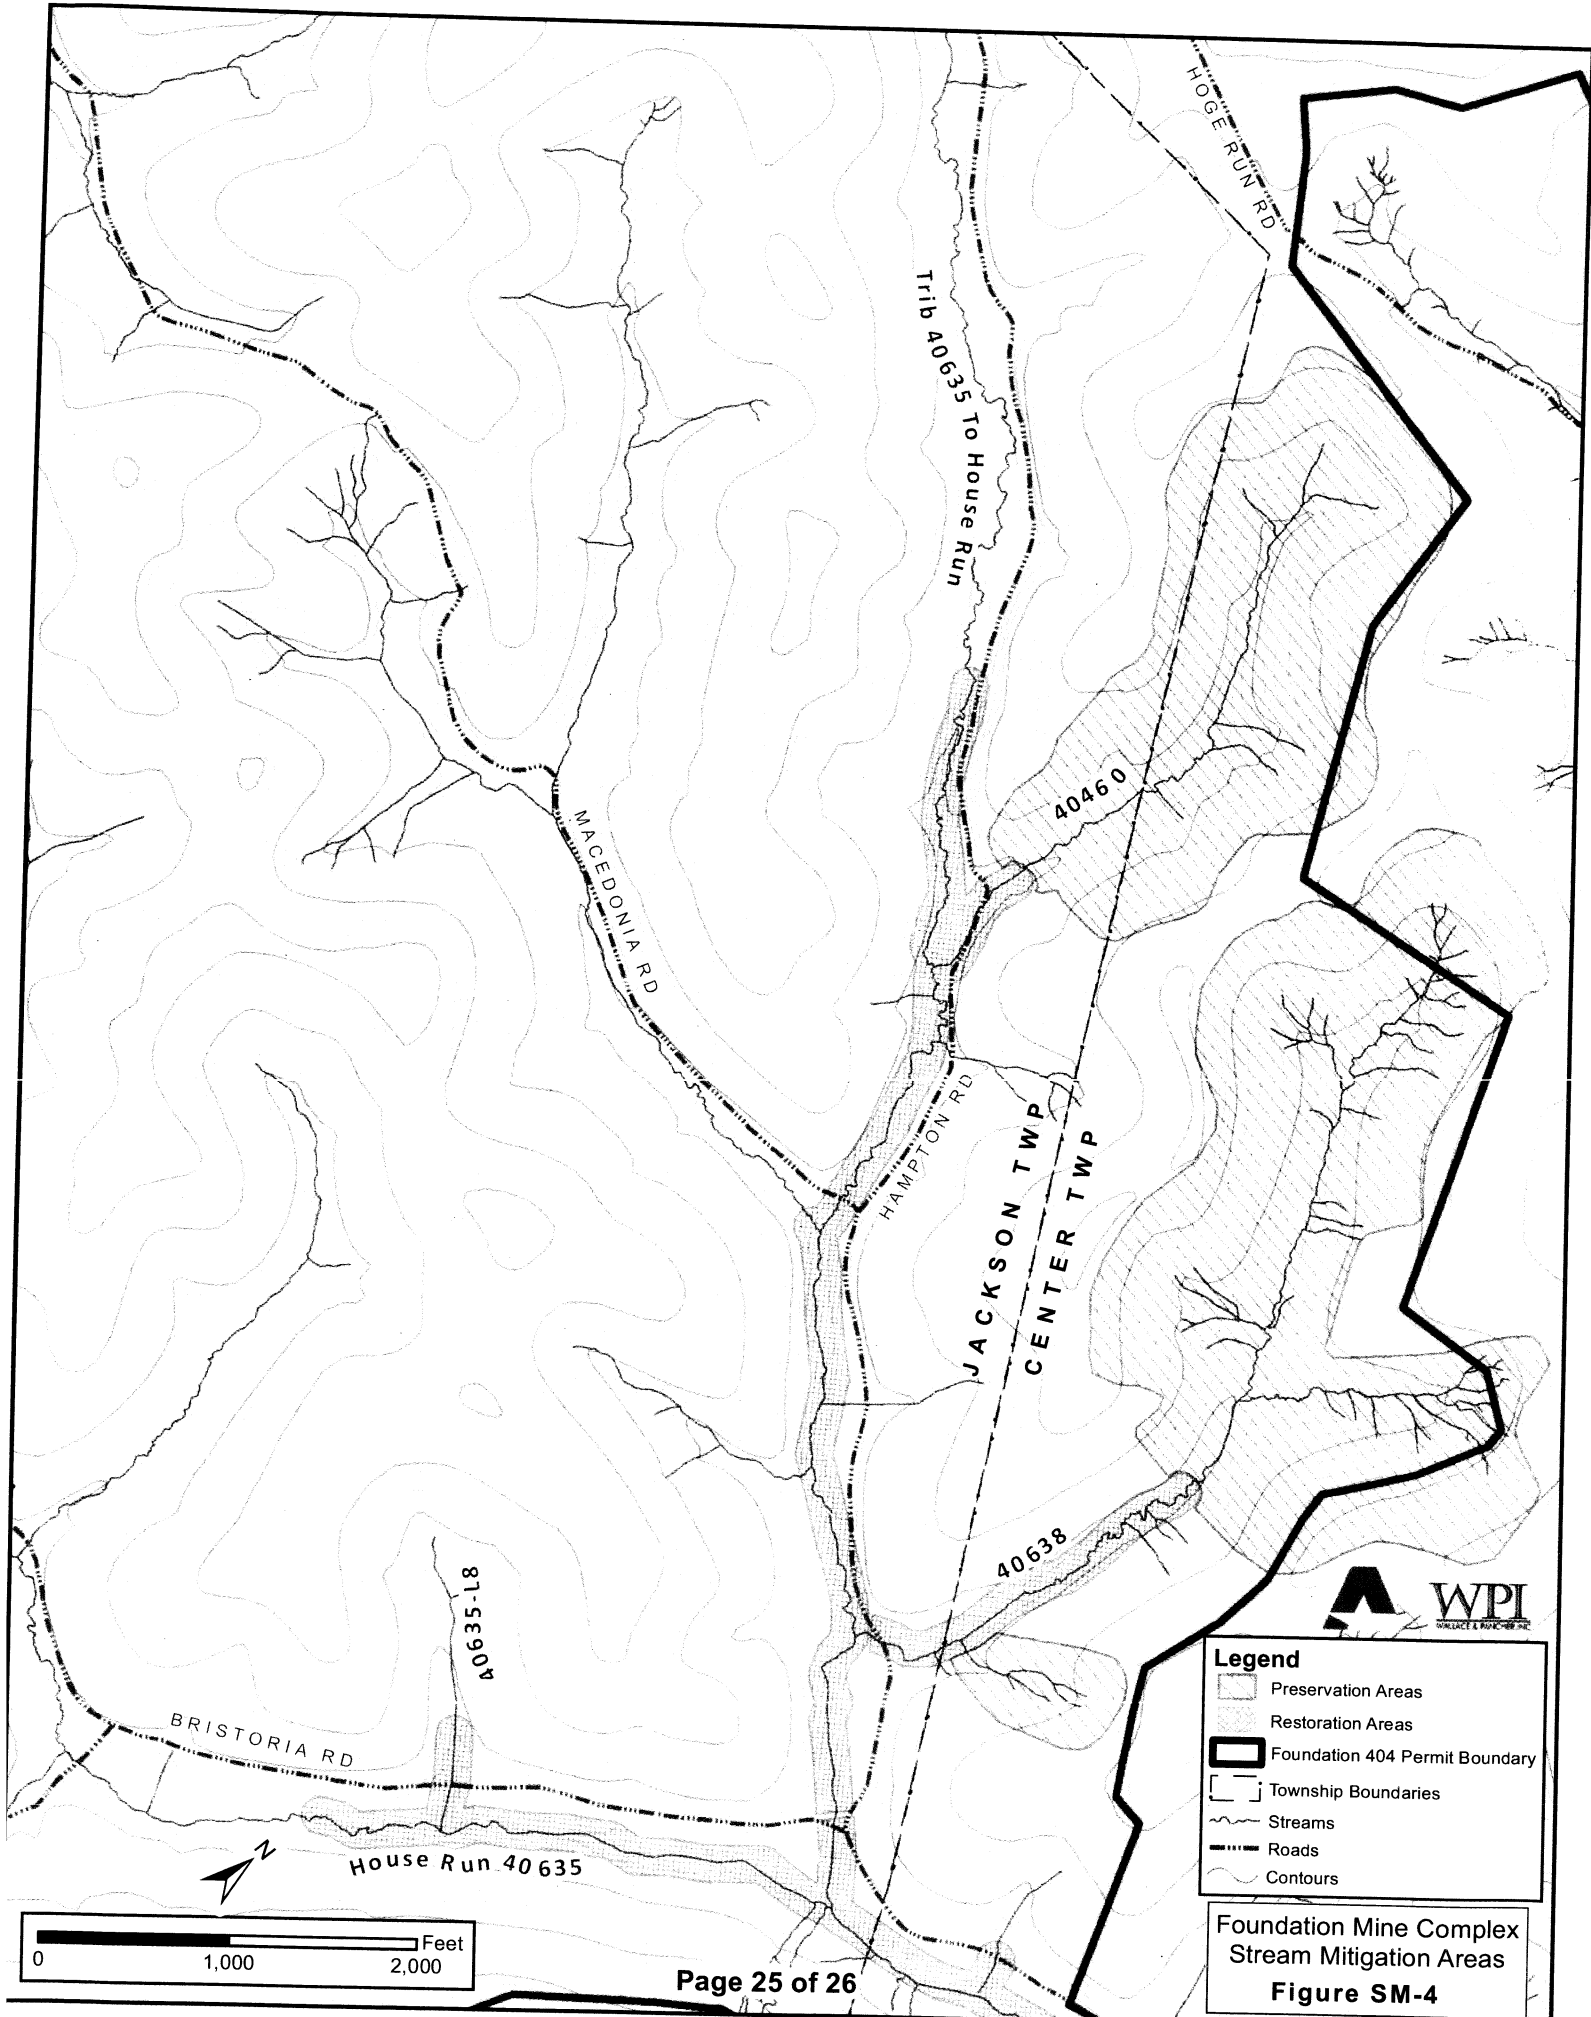 HOGE RUN RD
Trib 40635 To House Run
40460
MACEDONIA RD
HAMPTON RD
JACKSON TWP
CENTER TWP
40638
40635-L8
BRISTORIA RD
House Run 40635
N
WPI
WALLACE & PANCHER, INC
Legend
Preservation Areas
Restoration Areas
Foundation 404 Permit Boundary
Township Boundaries
Streams
Roads
Contours
Feet
0 1,000 2,000
Page 25 of 26
Foundation Mine Complex
Stream Mitigation Areas
Figure SM-4